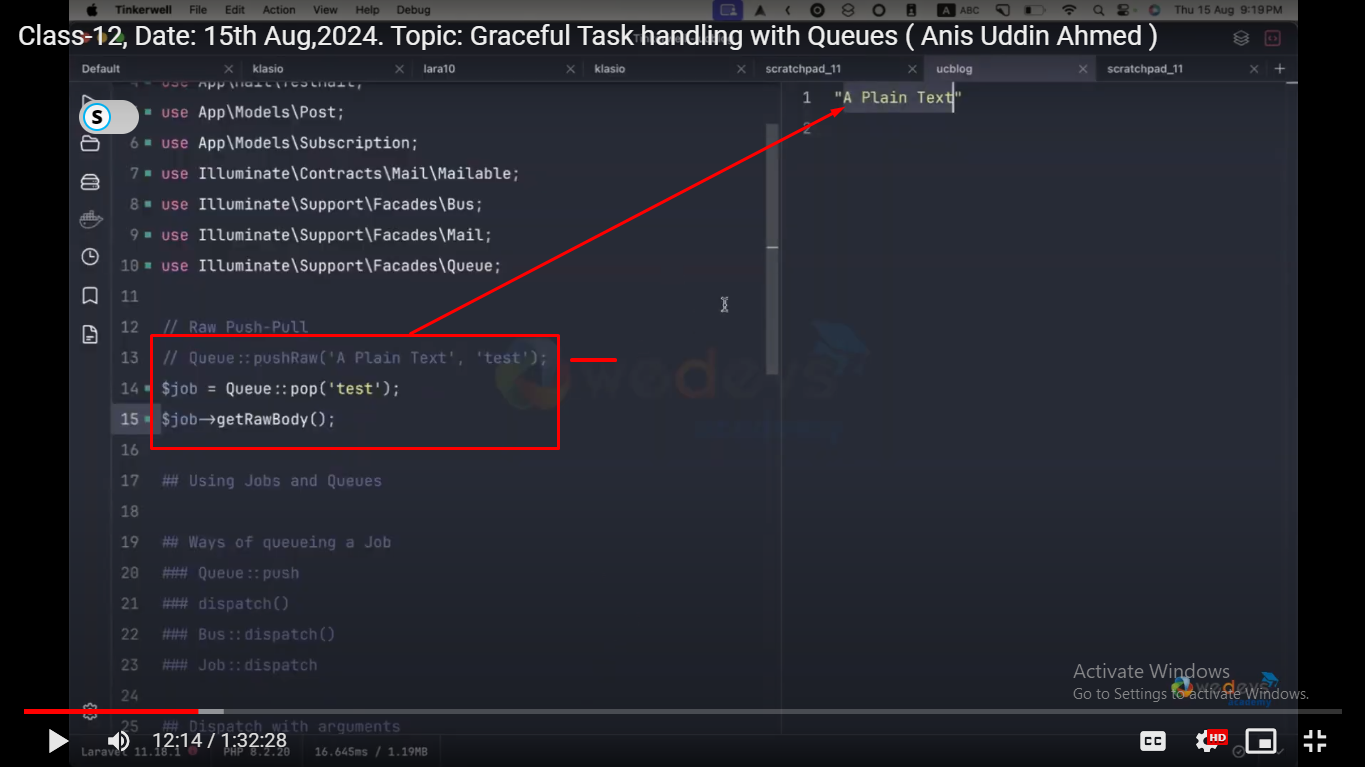 Tinkerwell File Edit Action View Help Debug
A ABC
Thu 15 Aug 9:19 PM
Class-12, Date: 15th Aug,2024. Topic: Graceful Task handling with Queues ( Anis Uddin Ahmed )
Default klasio lara10 klasio scratchpad_11 ucblog scratchpad_11
S
use App\Mail\TestMail;
use App\Models\Post;
6 use App\Models\Subscription;
7 use Illuminate\Contracts\Mail\Mailable;
8 use Illuminate\Support\Facades\Bus;
9 use Illuminate\Support\Facades\Mail;
10 use Illuminate\Support\Facades\Queue;
11
12 // Raw Push-Pull
13 // Queue::pushRaw('A Plain Text', 'test');
14 $job = Queue::pop('test');
15 $job->getRawBody();
16
17 ## Using Jobs and Queues
18
19 ## Ways of queueing a Job
20 ### Queue::push
21 ### dispatch()
22 ### Bus::dispatch()
23 ### Job::dispatch
24
25 ## Dispatch with arguments
1 "A Plain Text"
2
wedevs
academy
Activate Windows
Go to Settings to activate Windows.
wedevs
academy
12:14 / 1:32:28
CC
HD
Laravel 11.18.1 PHP 8.2.20 16.645ms / 1.19MB